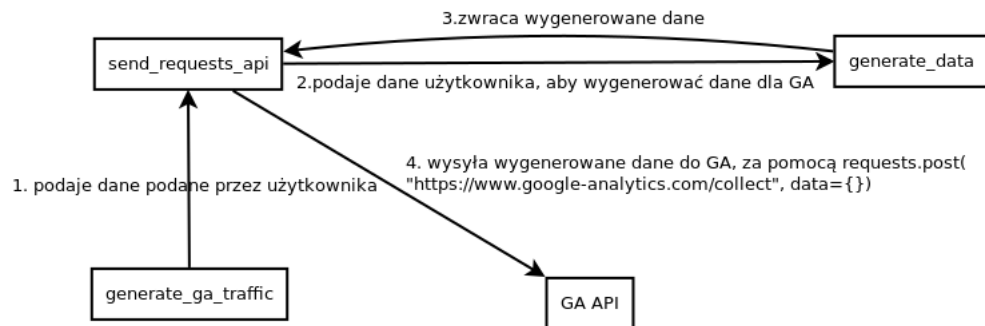 3.zwraca wygenerowane dane
send_requests_api
generate_data
2.podaje dane użytkownika, aby wygenerować dane dla GA
4. wysyła wygenerowane dane do GA, za pomocą requests.post(
"https://www.google-analytics.com/collect", data={})
1. podaje dane podane przez użytkownika
generate_ga_traffic
GA API